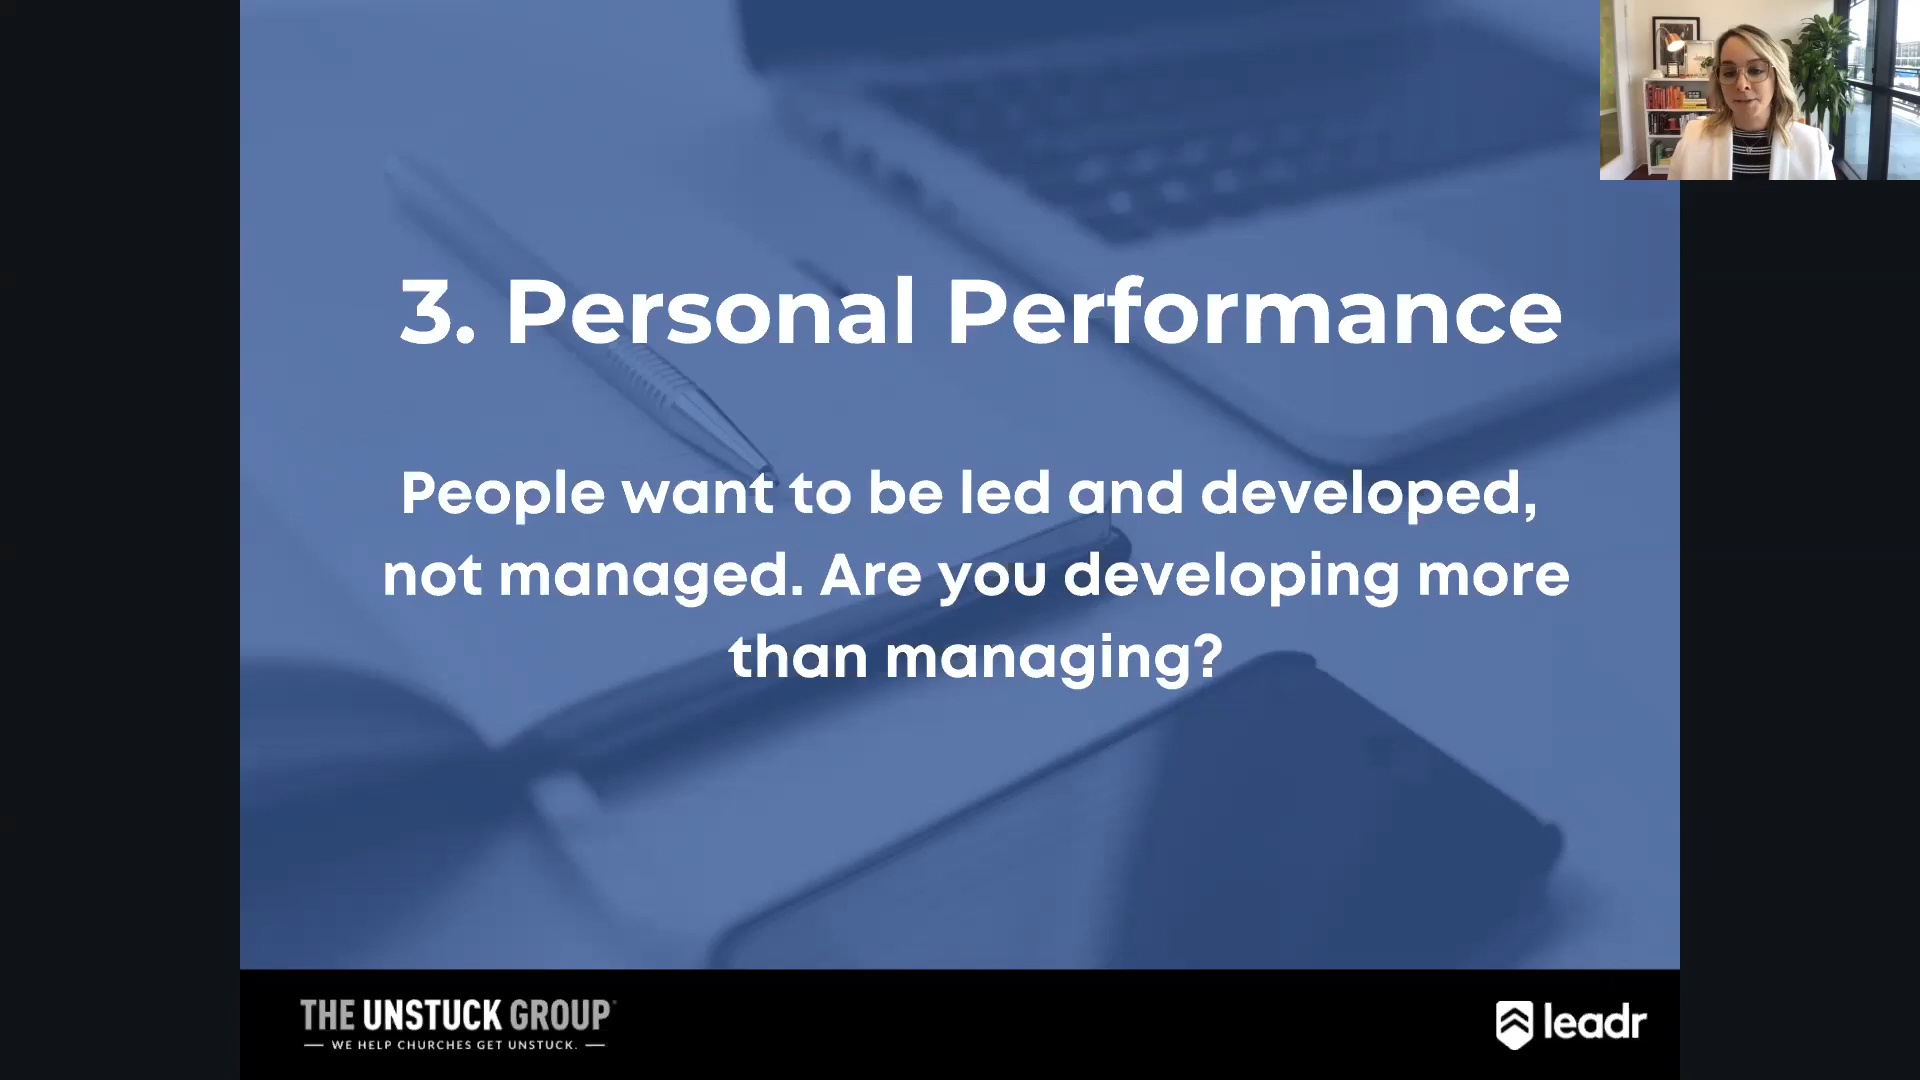 3. Personal Performance
People want to be led and developed,
not managed. Are you developing more
than managing?
THE UNSTUCK GROUP
WE HELP CHURCHES GET UNSTUCK.
leadr